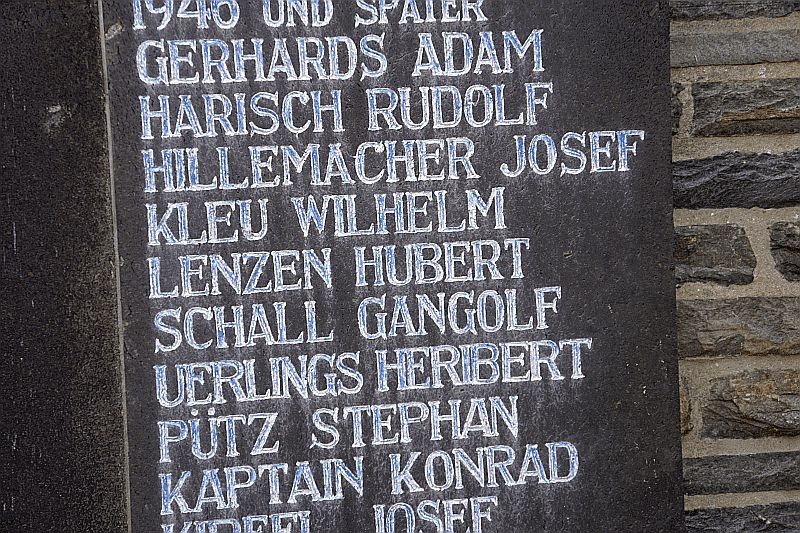 1946 UND SPÄTER
GERHARDS ADAM
HARISCH RUDOLF
HILLEMACHER JOSEF
KLEU WILHELM
LENZEN HUBERT
SCHALL GANGOLF
UERLINGS HERIBERT
PÜTZ STEPHAN
KAPTAIN KONRAD
KIRFEL JOSEF